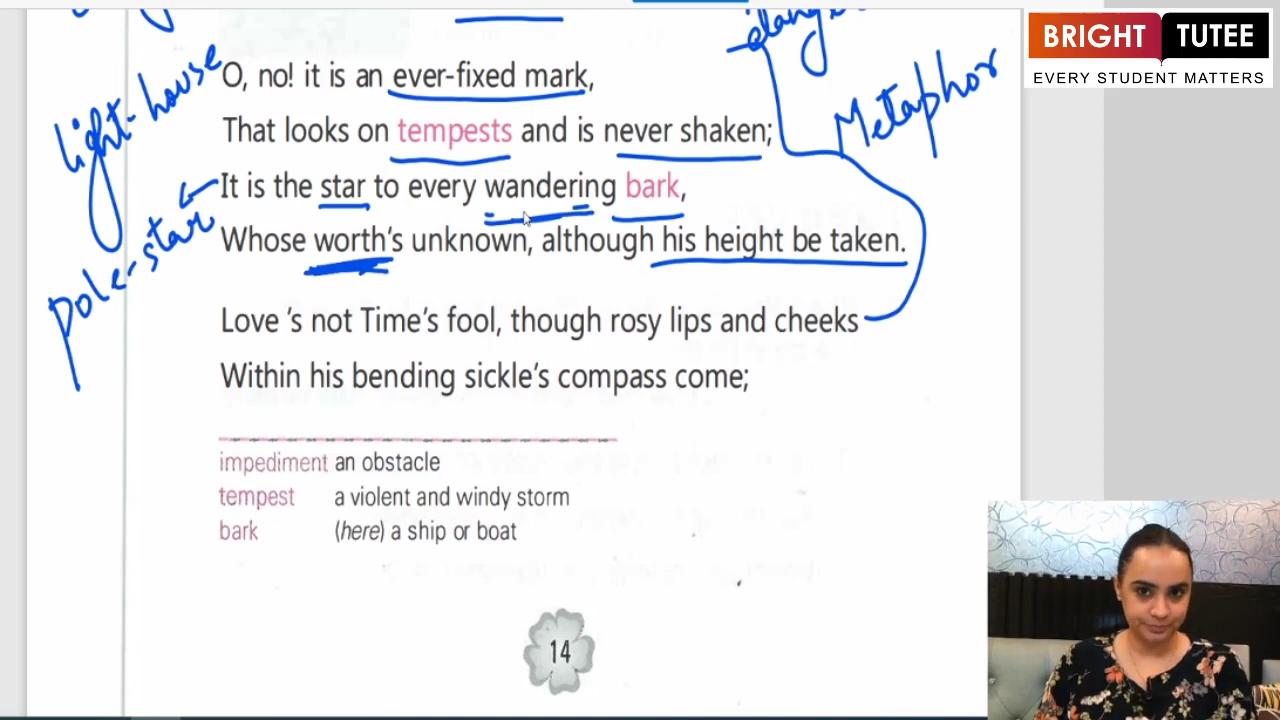 BRIGHT TUTEE
EVERY STUDENT MATTERS
Metaphor
light-house
pole-star
O, no! it is an ever-fixed mark,
That looks on tempests and is never shaken;
It is the star to every wandering bark,
Whose worth's unknown, although his height be taken.
Love 's not Time's fool, though rosy lips and cheeks
Within his bending sickle's compass come;
impediment an obstacle
tempest a violent and windy storm
bark (here) a ship or boat
14